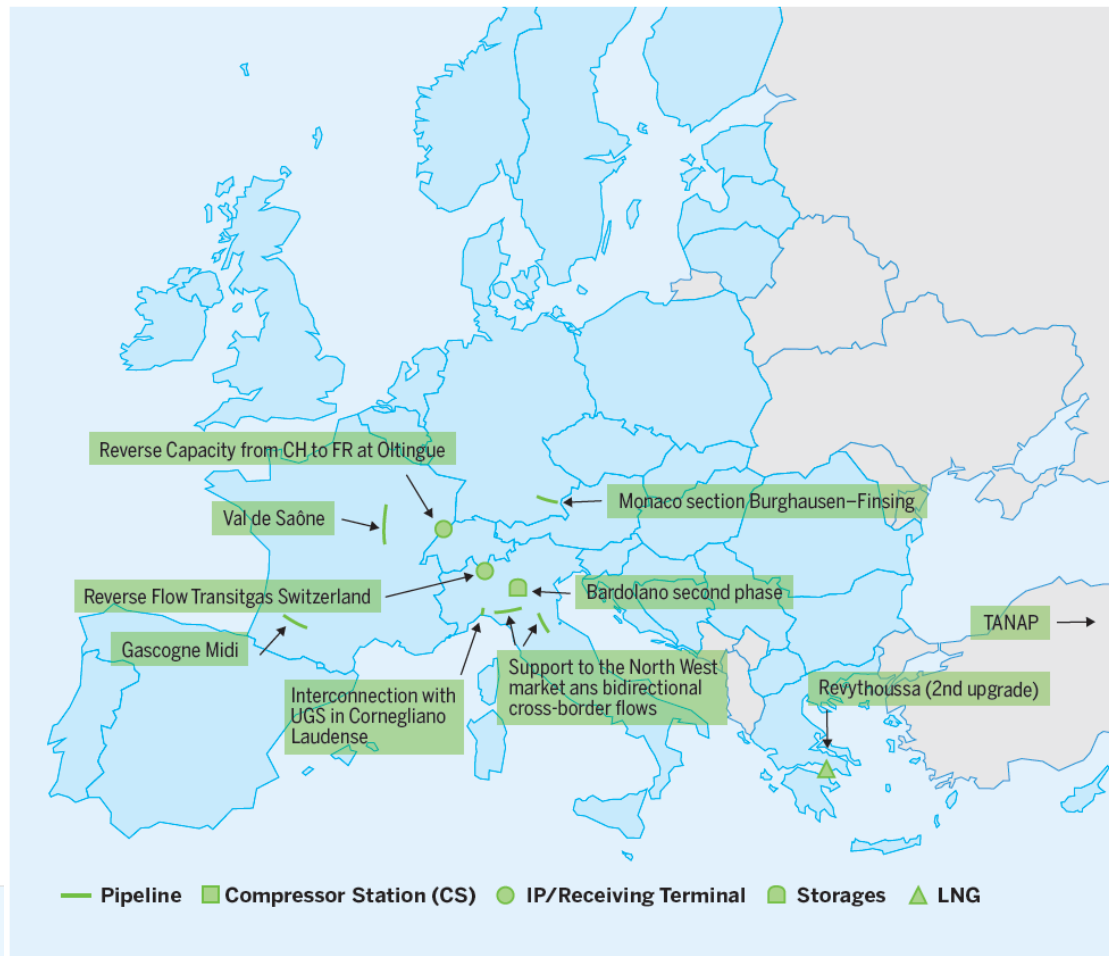 Reverse Capacity from CH to FR at Oltingue
Monaco section Burghausen–Finsing
Val de Saône
Reverse Flow Transitgas Switzerland
Bardolano second phase
TANAP
Gascogne Midi
Support to the North West
market ans bidirectional
cross-border flows
Revythoussa (2nd upgrade)
Interconnection with
UGS in Cornegliano
Laudense
Pipeline
Compressor Station (CS)
IP/Receiving Terminal
Storages
LNG